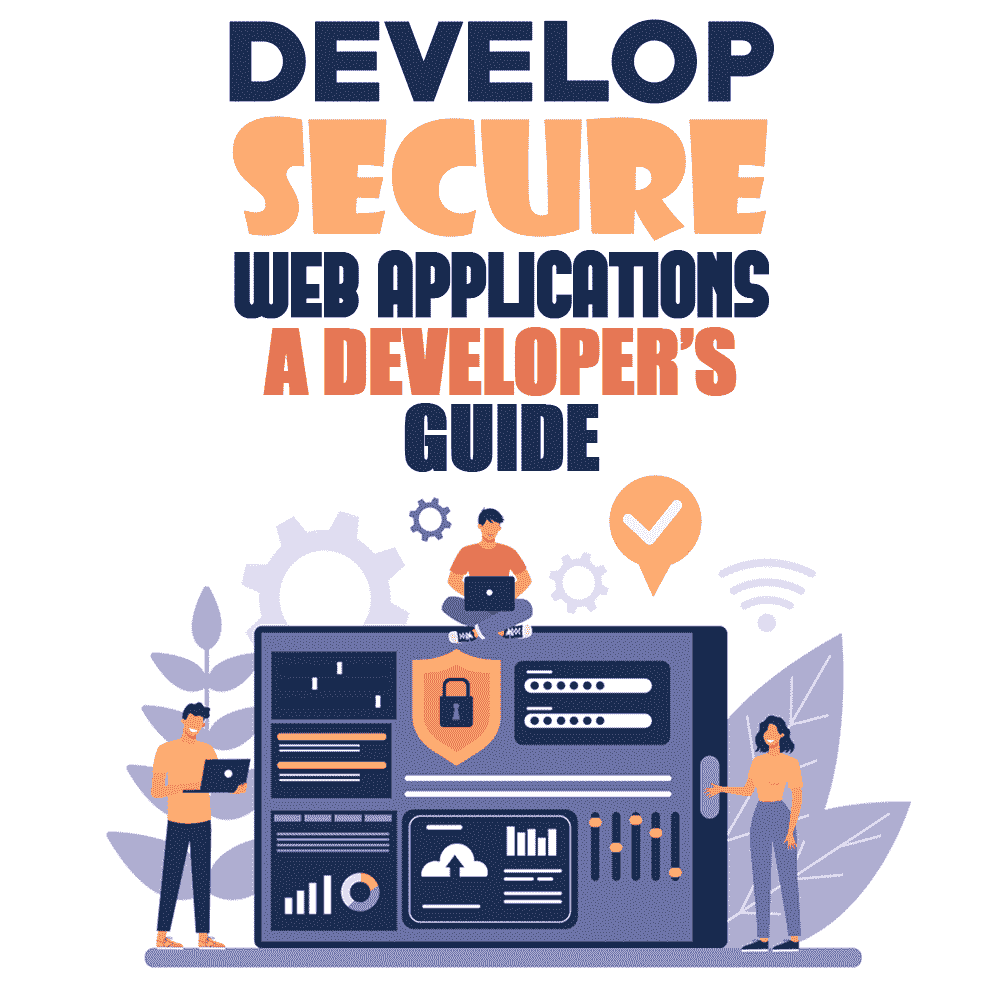 DEVELOP
SECURE
WEB APPLICATIONS
A DEVELOPER'S
GUIDE